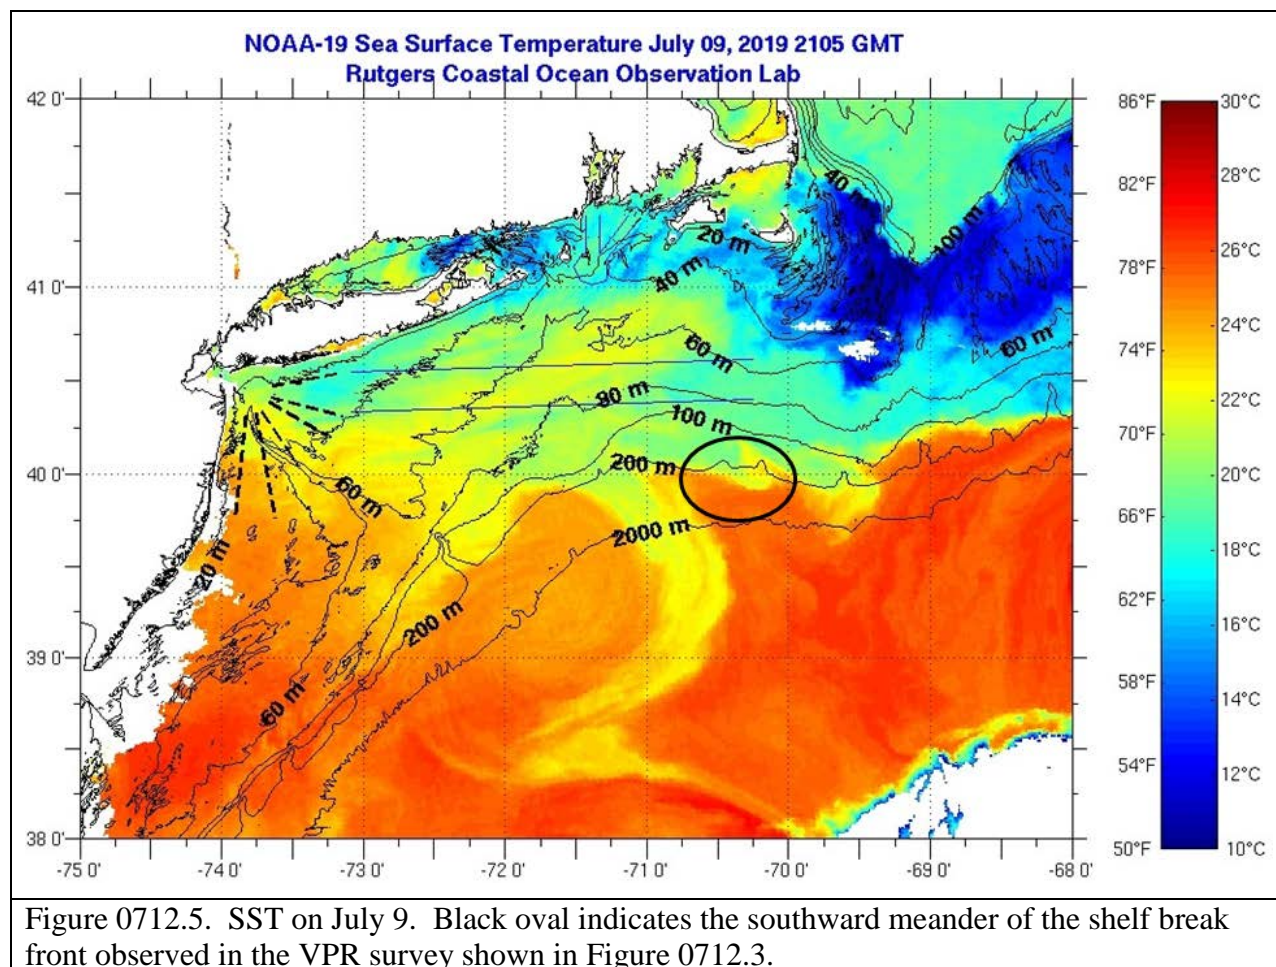 NOAA-19 Sea Surface Temperature July 09, 2019 2105 GMT
Rutgers Coastal Ocean Observation Lab
42 0'
41 0'
40 0'
39 0'
38 0'
-75 0'
-74 0'
-73 0'
-72 0'
-71 0'
-70 0'
-69 0'
-68 0'
40 m
100 m
20 m
40 m
60 m
60 m
80 m
100 m
200 m
60 m
2000 m
20 m
200 m
60 m
86°F
82°F
78°F
74°F
70°F
66°F
62°F
58°F
54°F
50°F
30°C
28°C
26°C
24°C
22°C
20°C
18°C
16°C
14°C
12°C
10°C
Figure 0712.5.  SST on July 9.  Black oval indicates the southward meander of the shelf break
front observed in the VPR survey shown in Figure 0712.3.